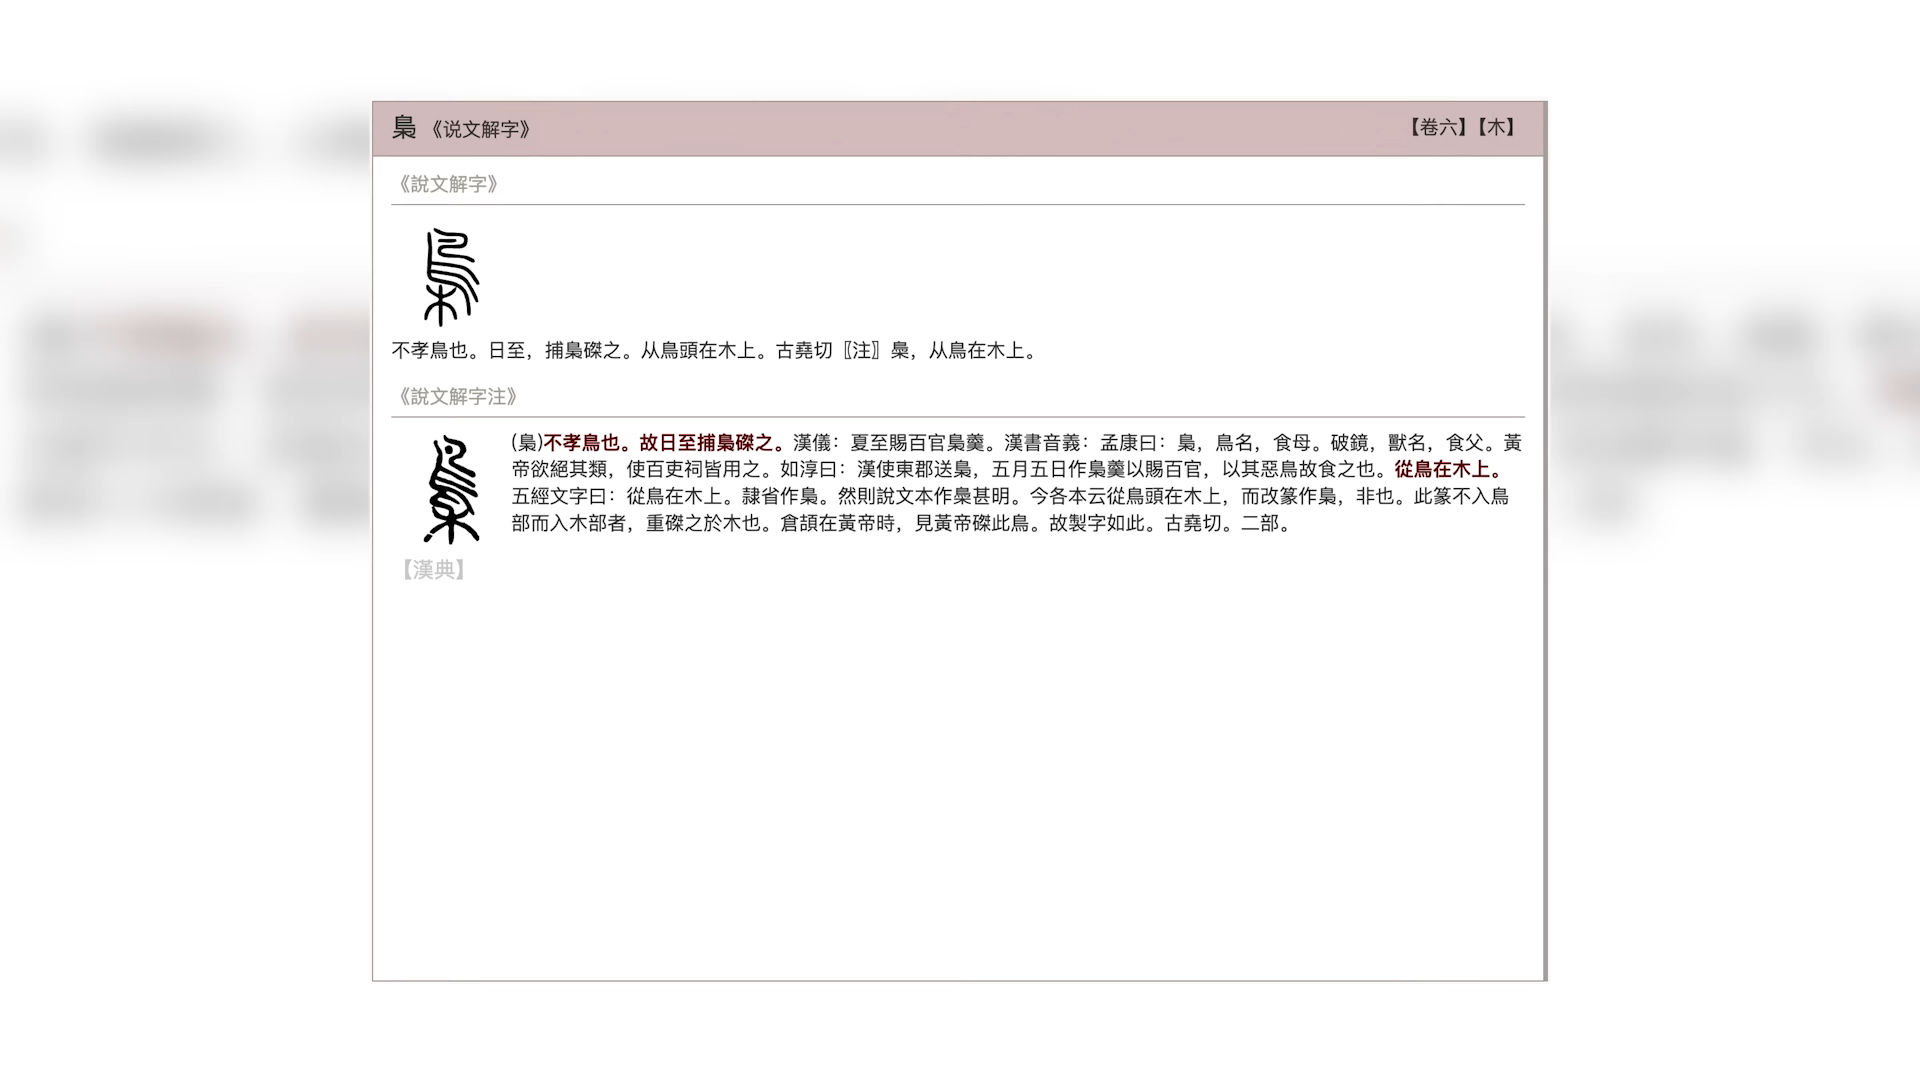 梟 《说文解字》
【卷六】【木】
《說文解字》
不孝鳥也。日至，捕梟磔之。从鳥頭在木上。古堯切〖注〗㯓，从鳥在木上。
《說文解字注》
(梟)不孝鳥也。故日至捕梟磔之。漢儀：夏至賜百官梟羹。漢書音義：孟康曰：梟，鳥名，食母。破鏡，獸名，食父。黃
帝欲絕其類，使百吏祠皆用之。如淳曰：漢使東郡送梟，五月五日作梟羹以賜百官，以其惡鳥故食之也。從鳥在木上。
五經文字曰：從鳥在木上。隷省作梟。然則說文本作㯓甚明。今各本云從鳥頭在木上，而改篆作梟，非也。此篆不入鳥
部而入木部者，重磔之於木也。倉頡在黃帝時，見黃帝磔此鳥。故製字如此。古堯切。二部。
【漢典】